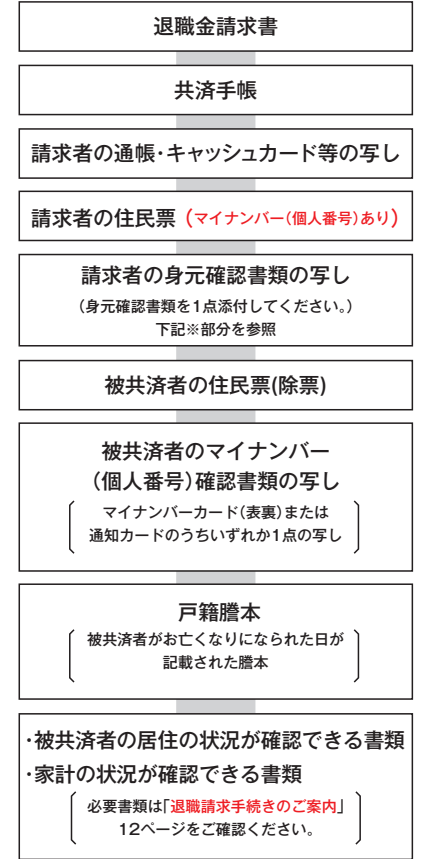 退職金請求書
共済手帳
請求者の通帳・キャッシュカード等の写し
請求者の住民票（マイナンバー（個人番号）あり）
請求者の身元確認書類の写し
（身元確認書類を1点添付してください。）
下記※部分を参照
被共済者の住民票(除票)
被共済者のマイナンバー
（個人番号）確認書類の写し
マイナンバーカード（表裏）または
通知カードのうちいずれか1点の写し
戸籍謄本
被共済者がお亡くなりになられた日が
記載された謄本
・被共済者の居住の状況が確認できる書類
・家計の状況が確認できる書類
必要書類は「退職請求手続きのご案内」
12ページをご確認ください。